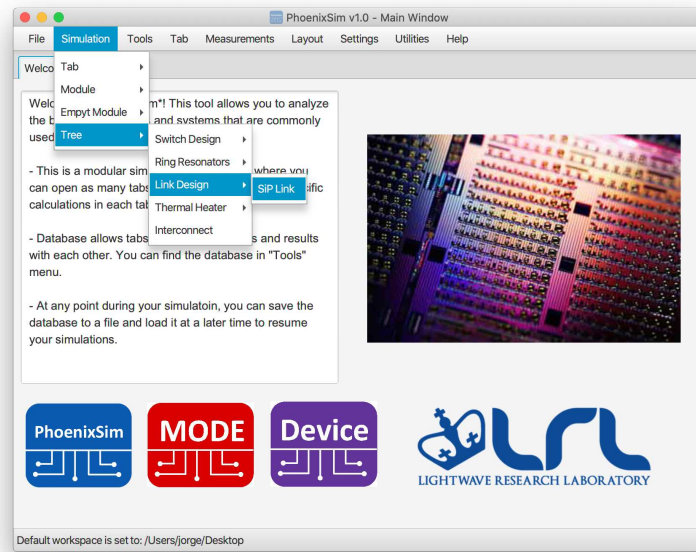 PhoenixSim v1.0 - Main Window
File Simulation Tools Tab Measurements Layout Settings Utilities Help
Welco
Tab
Module
Empyt Module
Tree
Switch Design
Ring Resonators
Link Design
Thermal Heater
Interconnect
SiP Link
Welc m*! This tool allows you to analyze
the b and systems that are commonly
used
- This is a modular sim where you
can open as many tabs ific
calculations in each tab
- Database allows tabs s and results
with each other. You can find the database in "Tools"
menu.
- At any point during your simulatoin, you can save the
database to a file and load it at a later time to resume
your simulations.
PhoenixSim
MODE
Device
LRL
LIGHTWAVE RESEARCH LABORATORY
Default workspace is set to: /Users/jorge/Desktop